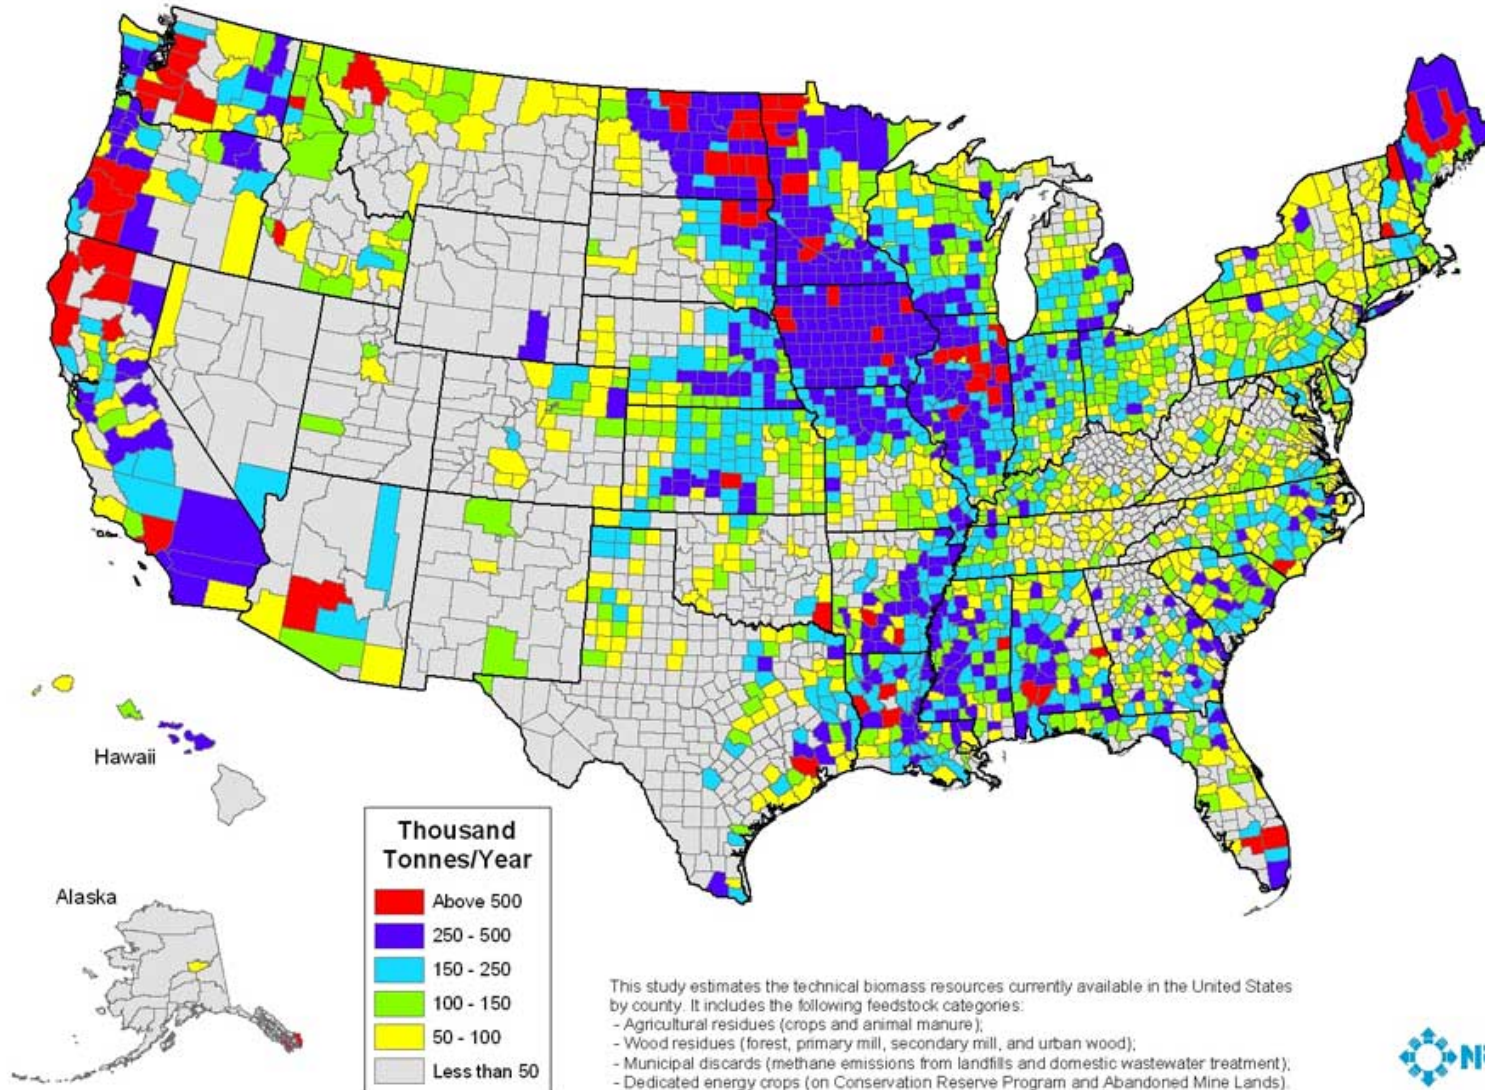 Hawaii
Alaska
Thousand
Tonnes/Year
Above 500
250 - 500
150 - 250
100 - 150
50 - 100
Less than 50
This study estimates the technical biomass resources currently available in the United States
by county. It includes the following feedstock categories:
- Agricultural residues (crops and animal manure);
- Wood residues (forest, primary mill, secondary mill, and urban wood);
- Municipal discards (methane emissions from landfills and domestic wastewater treatment);
- Dedicated energy crops (on Conservation Reserve Program and Abandoned Mine Lands).